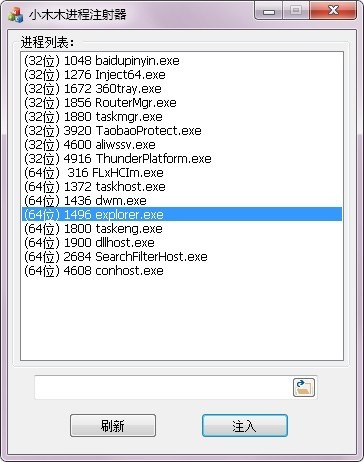 小木木进程注射器
进程列表：
(32位) 1048 baidupinyin.exe
(32位) 1276 Inject64.exe
(32位) 1672 360tray.exe
(32位) 1856 RouterMgr.exe
(32位) 1880 taskmgr.exe
(32位) 3920 TaobaoProtect.exe
(32位) 4600 aliwssv.exe
(32位) 4916 ThunderPlatform.exe
(64位)  316 FLxHCIm.exe
(64位) 1372 taskhost.exe
(64位) 1436 dwm.exe
(64位) 1496 explorer.exe
(64位) 1800 taskeng.exe
(64位) 1900 dllhost.exe
(64位) 2684 SearchFilterHost.exe
(64位) 4608 conhost.exe
刷新 注入